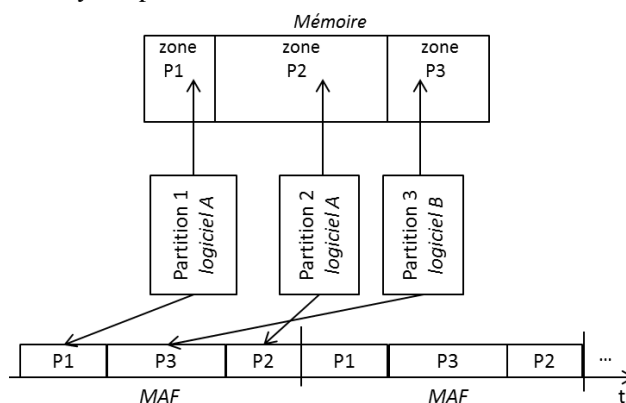 Mémoire
zone zone zone
P1 P2 P3
Partition 1
logiciel A
Partition 2
logiciel A
Partition 3
logiciel B
P1 P3 P2 P1 P3 P2 ...
MAF MAF t